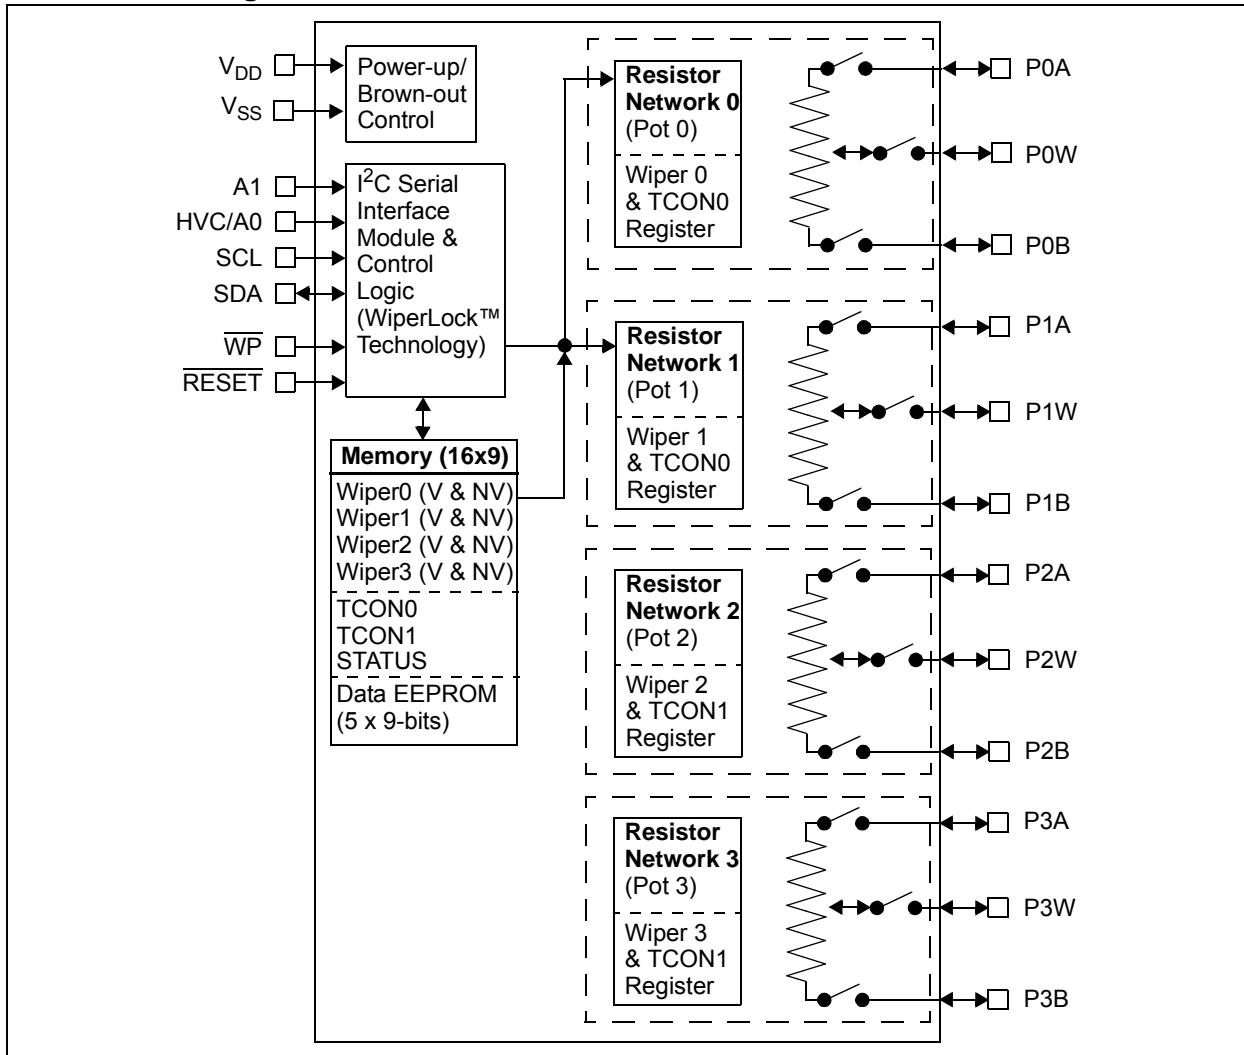 V_DD
V_SS
Power-up/
Brown-out
Control
A1
HVC/A0
SCL
SDA
WP
RESET
I²C Serial
Interface
Module &
Control
Logic
(WiperLock™
Technology)
Memory (16x9)
Wiper0 (V & NV)
Wiper1 (V & NV)
Wiper2 (V & NV)
Wiper3 (V & NV)
TCON0
TCON1
STATUS
Data EEPROM
(5 x 9-bits)
Resistor
Network 0
(Pot 0)
Wiper 0
& TCON0
Register
P0A
P0W
P0B
Resistor
Network 1
(Pot 1)
Wiper 1
& TCON0
Register
P1A
P1W
P1B
Resistor
Network 2
(Pot 2)
Wiper 2
& TCON1
Register
P2A
P2W
P2B
Resistor
Network 3
(Pot 3)
Wiper 3
& TCON1
Register
P3A
P3W
P3B